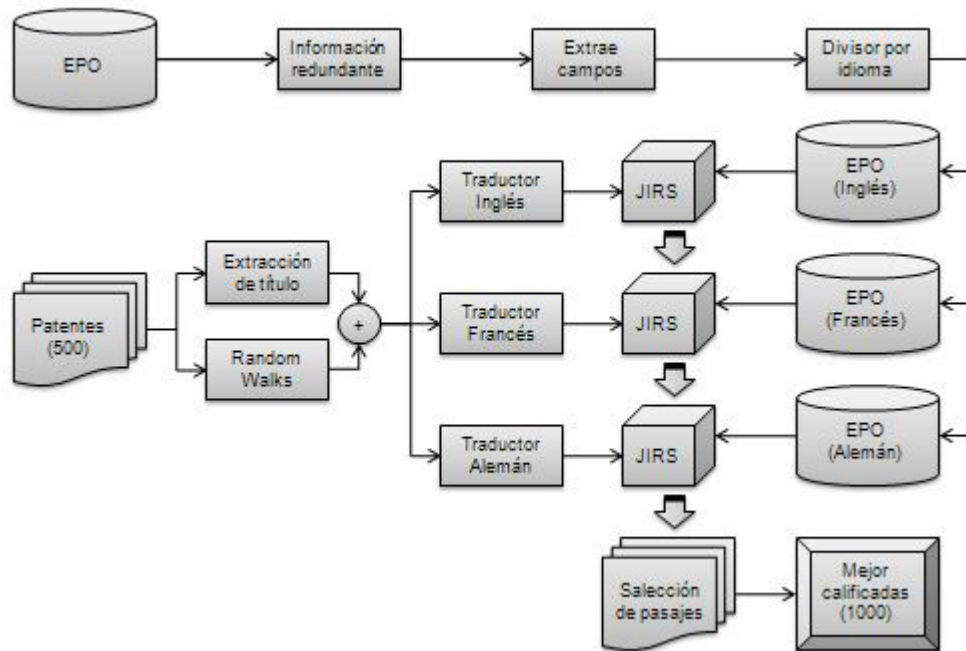 EPO
Información
redundante
Extrae
campos
Divisor por
idioma
Traductor
Inglés
JIRS
EPO
(Inglés)
Extracción
de título
Patentes
(500)
Random
Walks
+
Traductor
Francés
JIRS
EPO
(Francés)
Traductor
Alemán
JIRS
EPO
(Alemán)
Salección
de pasajes
Mejor
calificadas
(1000)